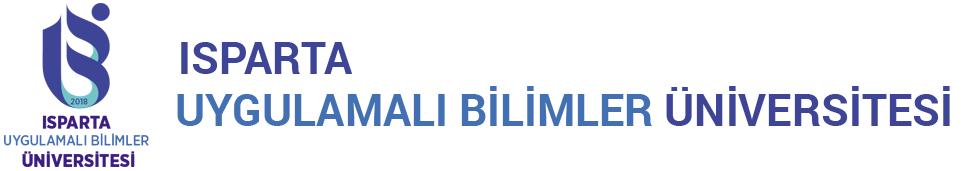 2018
ISPARTA
UYGULAMALI BİLİMLER
ÜNİVERSİTESİ
ISPARTA
UYGULAMALI BİLİMLER ÜNİVERSİTESİ